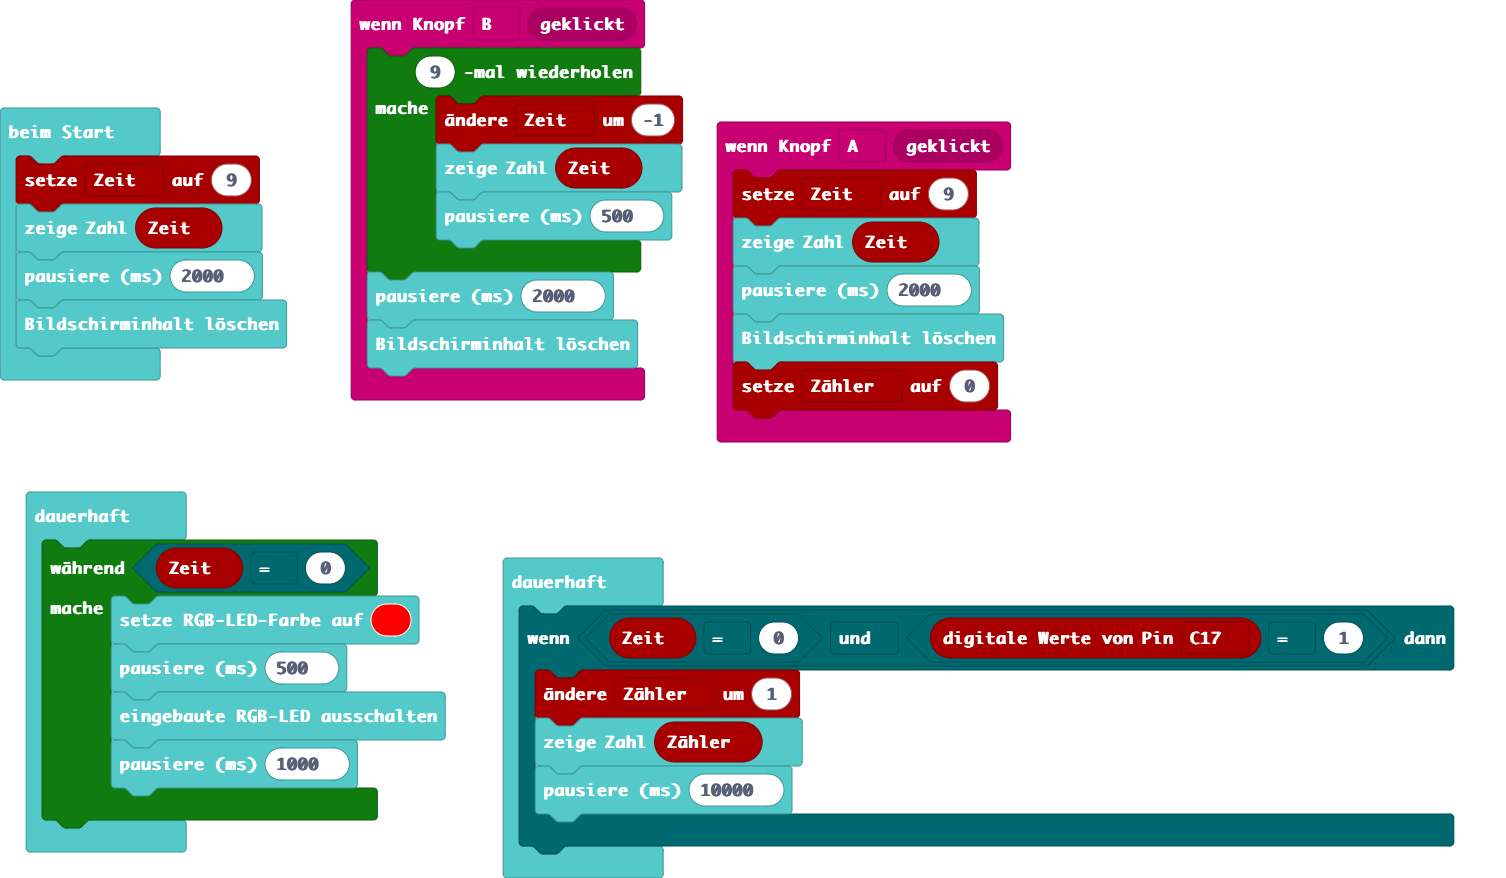 beim Start
setze Zeit auf 9
zeige Zahl Zeit
pausiere (ms) 2000
Bildschirminhalt löschen
wenn Knopf B geklickt
9 -mal wiederholen
mache ändere Zeit um -1
zeige Zahl Zeit
pausiere (ms) 500
pausiere (ms) 2000
Bildschirminhalt löschen
wenn Knopf A geklickt
setze Zeit auf 9
zeige Zahl Zeit
pausiere (ms) 2000
Bildschirminhalt löschen
setze Zähler auf 0
dauerhaft
während Zeit = 0
mache setze RGB-LED-Farbe auf
pausiere (ms) 500
eingebaute RGB-LED ausschalten
pausiere (ms) 1000
dauerhaft
wenn Zeit = 0 und digitale Werte von Pin C17 = 1 dann
ändere Zähler um 1
zeige Zahl Zähler
pausiere (ms) 10000